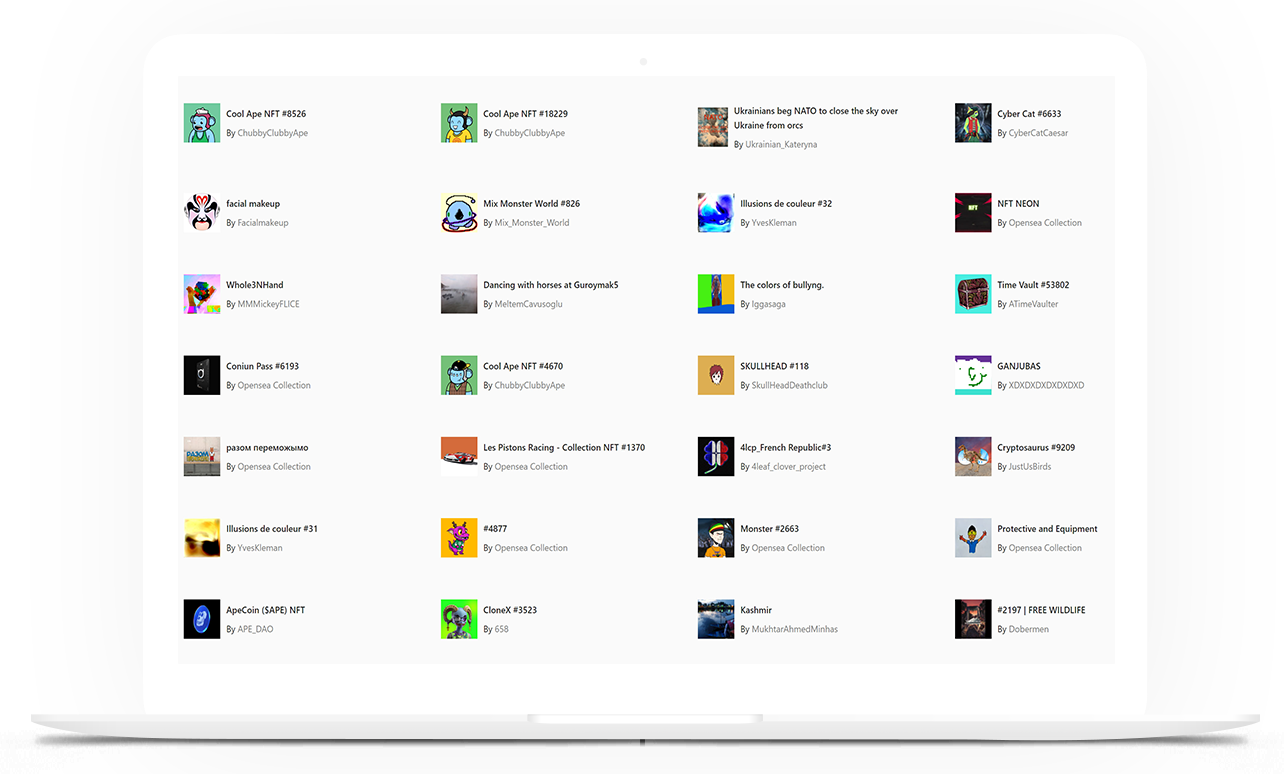 Cool Ape NFT #8526
By ChubbyClubbyApe
Cool Ape NFT #18229
By ChubbyClubbyApe
Ukrainians beg NATO to close the sky over
Ukraine from orcs
By Ukrainian_Kateryna
Cyber Cat #6633
By CyberCatCaesar
facial makeup
By Facialmakeup
Mix Monster World #826
By Mix_Monster_World
Illusions de couleur #32
By YvesKleman
NFT
NFT NEON
By Opensea Collection
Whole3NHand
By MMMickeyFLICE
Dancing with horses at Guroymak5
By MeltemCavusoglu
The colors of bullyng.
By Iggasaga
Time Vault #53802
By ATimeVaulter
Coniun Pass #6193
By Opensea Collection
Cool Ape NFT #4670
By ChubbyClubbyApe
SKULLHEAD #118
By SkullHeadDeathclub
GANJUBAS
By XDXDXDXDXDXDXD
РАЗОМ
разом переможымо
By Opensea Collection
Les Pistons Racing - Collection NFT #1370
By Opensea Collection
4lcp_French Republic#3
By 4leaf_clover_project
Cryptosaurus #9209
By JustUsBirds
Illusions de couleur #31
By YvesKleman
#4877
By Opensea Collection
Monster #2663
By Opensea Collection
Protective and Equipment
By Opensea Collection
ApeCoin ($APE) NFT
By APE_DAO
CloneX #3523
By 658
Kashmir
By MukhtarAhmedMinhas
#2197 | FREE WILDLIFE
By Dobermen